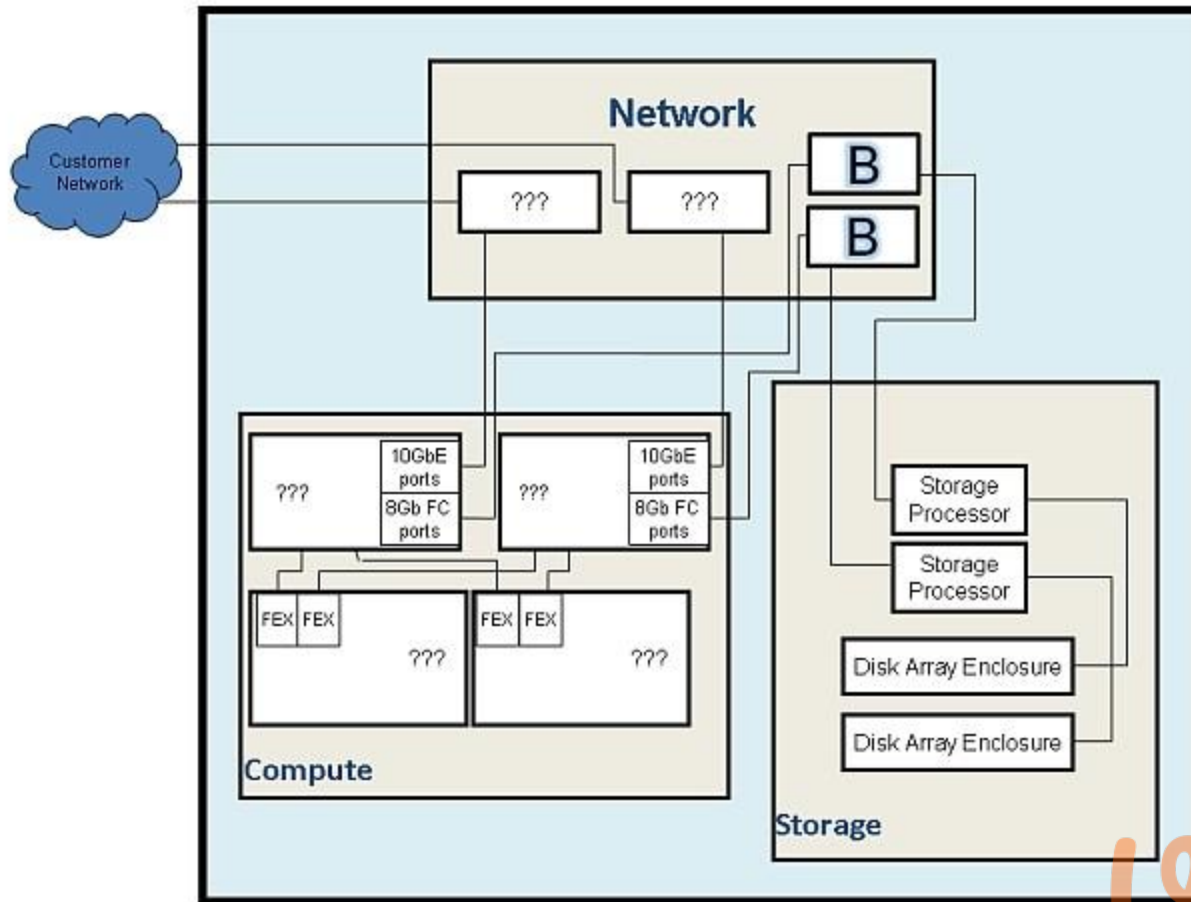 Network
Customer
Network
???
???
B
B
10GbE
ports
8Gb FC
ports
???
10GbE
ports
8Gb FC
ports
???
FEX
FEX
???
FEX
FEX
???
Compute
Storage
Processor
Storage
Processor
Disk Array Enclosure
Disk Array Enclosure
Storage